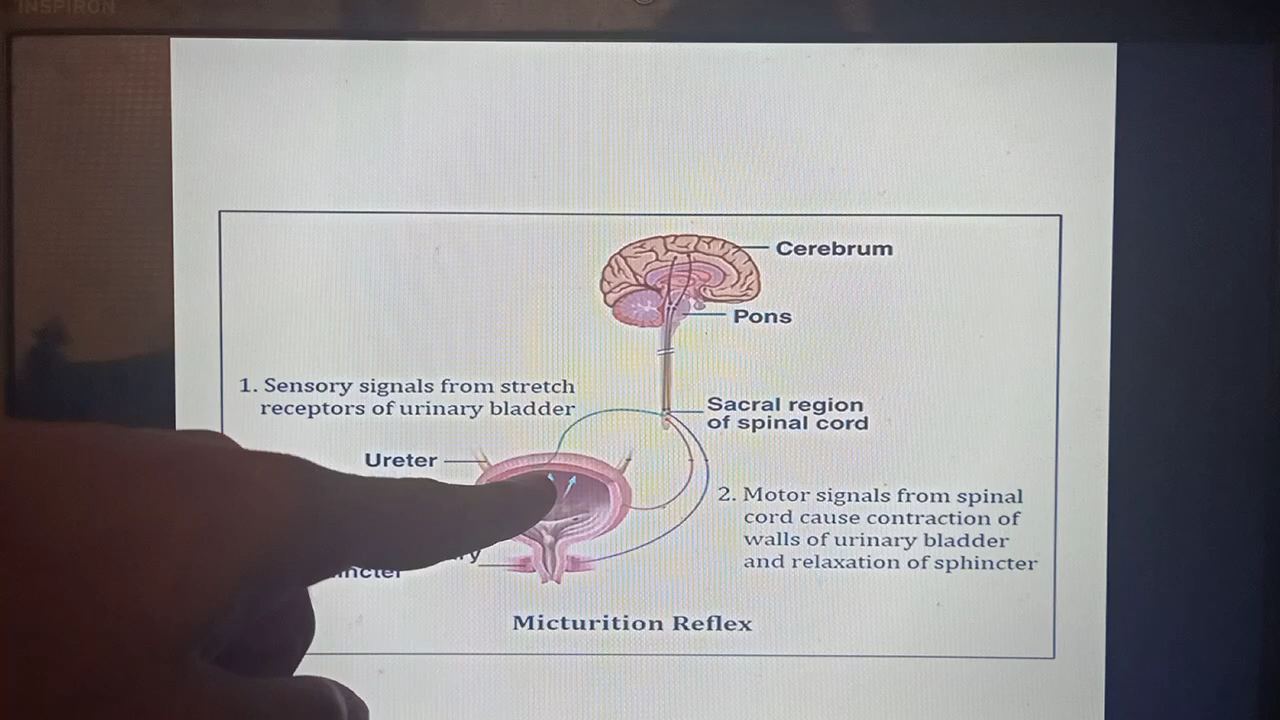 INSPIRON
Cerebrum
Pons
1. Sensory signals from stretch
receptors of urinary bladder
Sacral region
of spinal cord
Ureter
2. Motor signals from spinal
cord cause contraction of
walls of urinary bladder
and relaxation of sphincter
Micturition Reflex